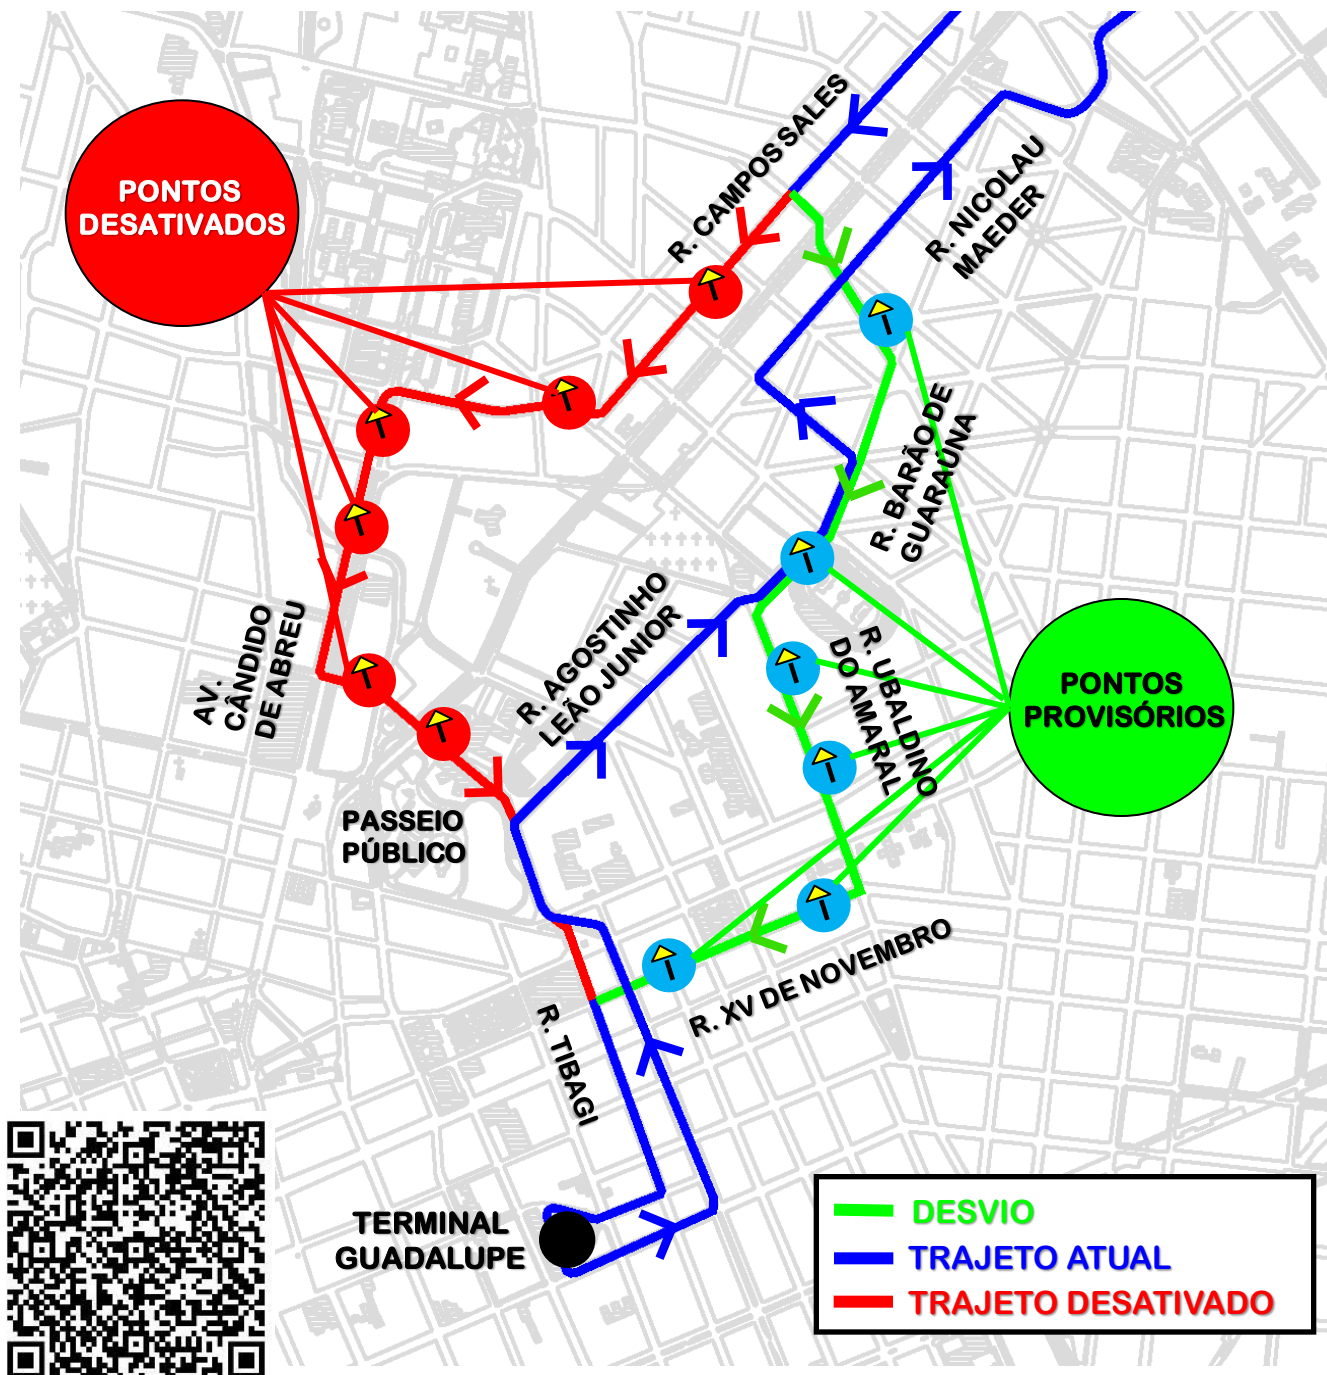 PONTOS
DESATIVADOS
R. CAMPOS SALES
R. NICOLAU
MAEDER
R. BARÃO DE
GUARAÚNA
AV.
CÂNDIDO
DE ABREU
R. AGOSTINHO
LEÃO JUNIOR
R. UBALDINO
DO AMARAL
PONTOS
PROVISÓRIOS
PASSEIO
PÚBLICO
R. XV DE NOVEMBRO
R. TIBAGI
TERMINAL
GUADALUPE
DESVIO
TRAJETO ATUAL
TRAJETO DESATIVADO